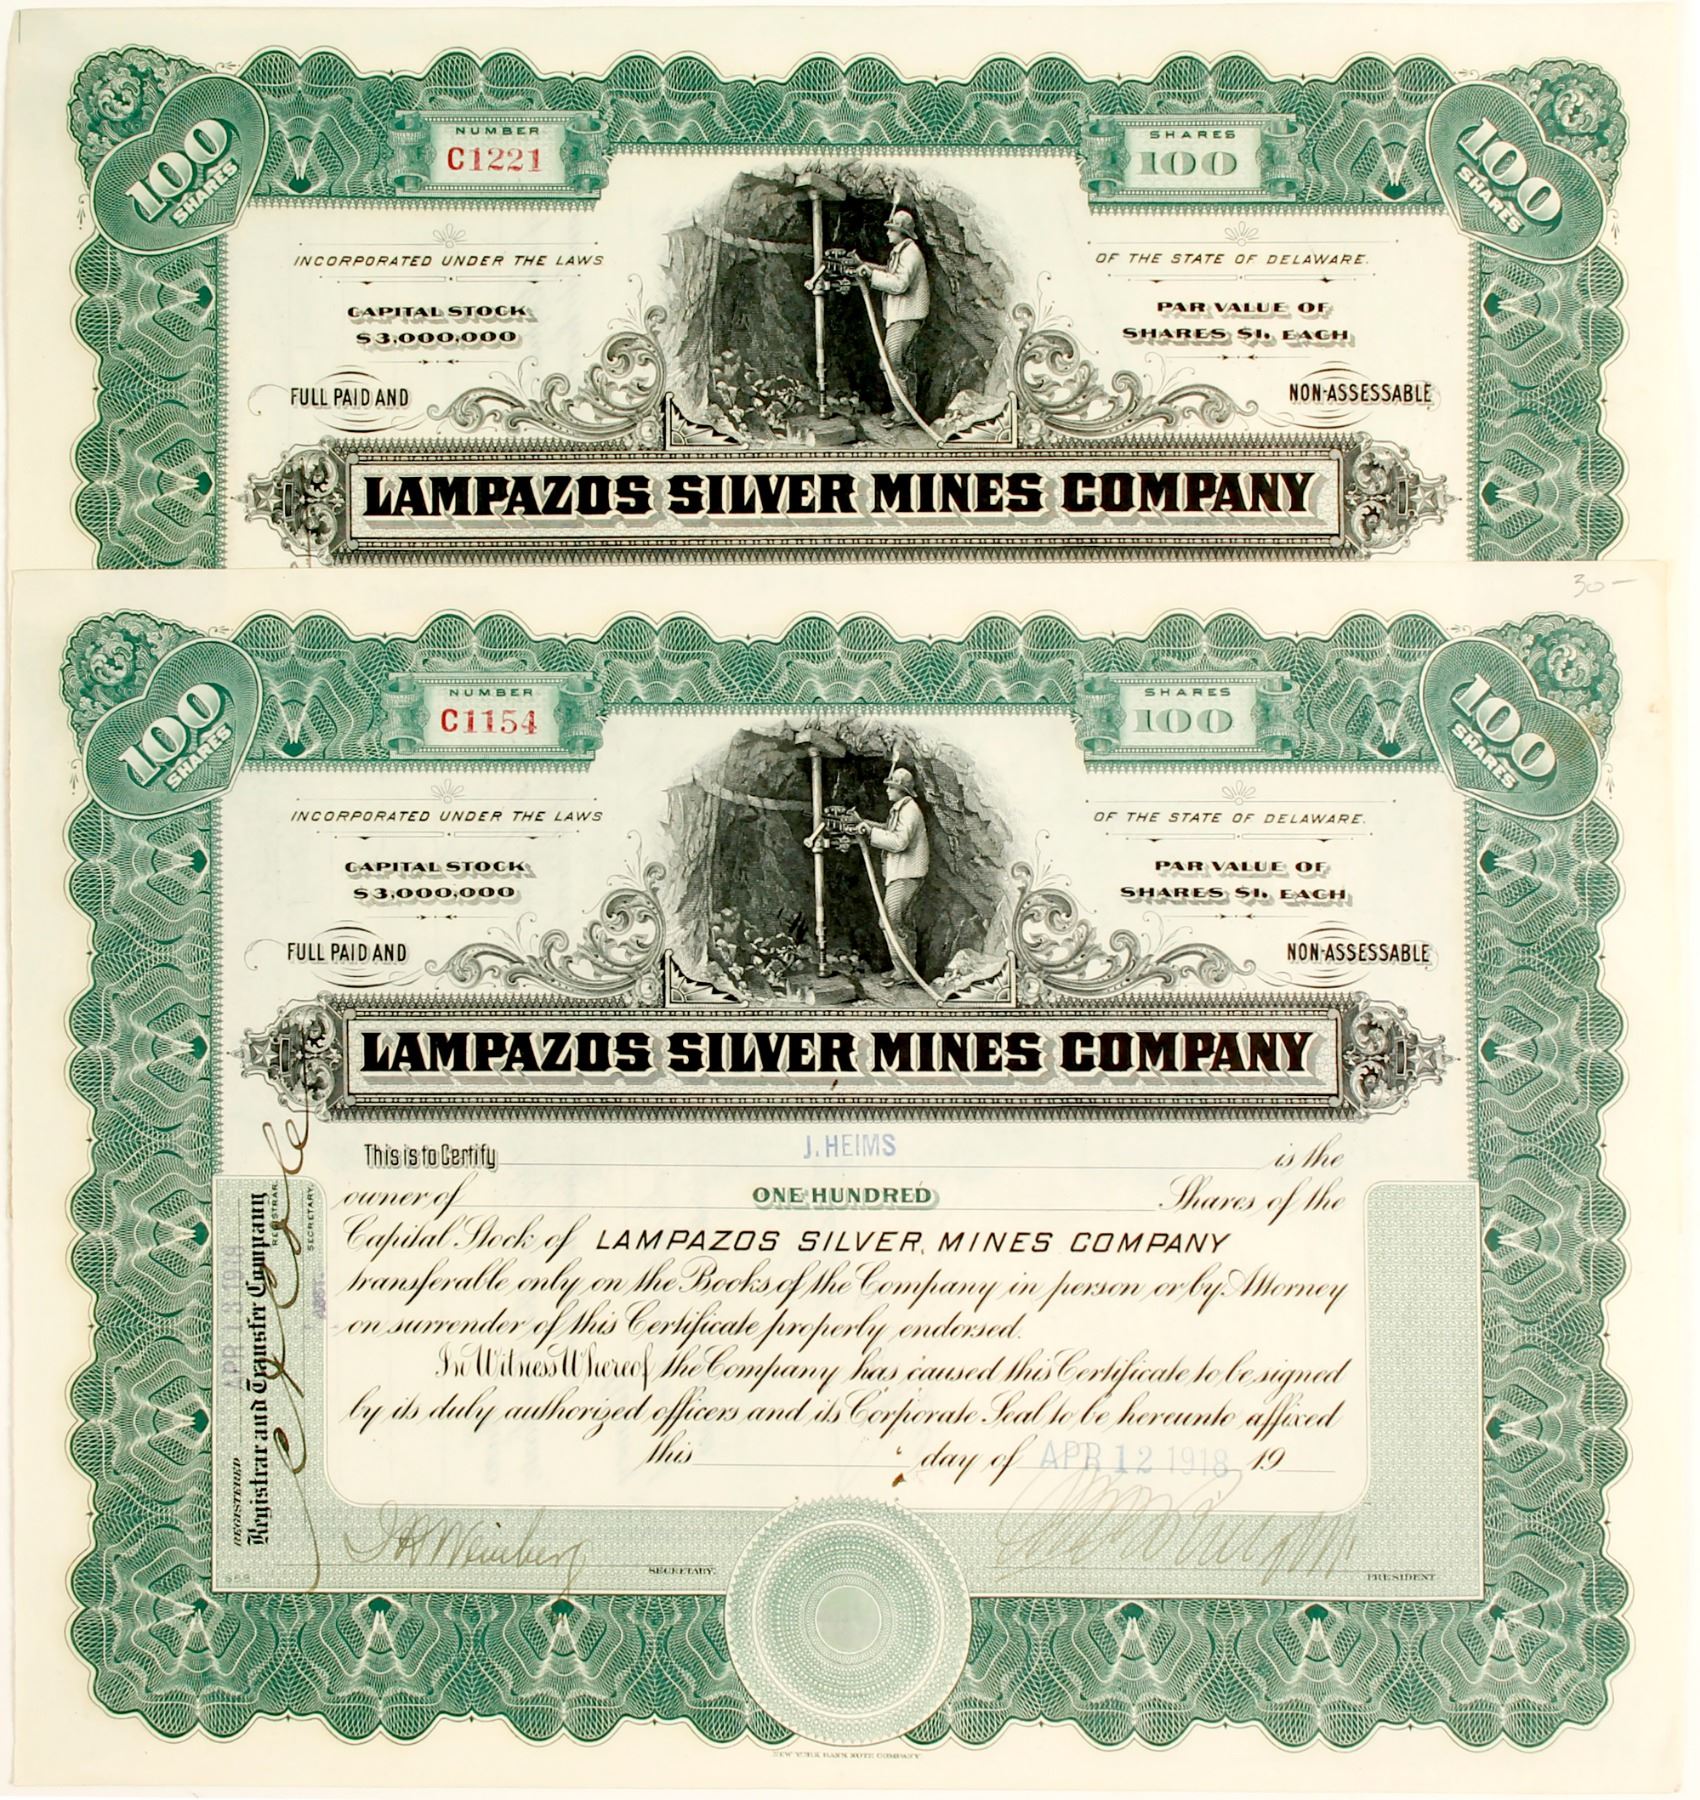 NUMBER
C1221
SHARES
100
100
SHARES
100
SHARES
INCORPORATED UNDER THE LAWS
OF THE STATE OF DELAWARE.
CAPITAL STOCK
$3,000,000
PAR VALUE OF
SHARES $1. EACH
FULL PAID AND
NON-ASSESSABLE
LAMPAZOS SILVER MINES COMPANY
30-
NUMBER
C1154
SHARES
100
100
SHARES
100
SHARES
INCORPORATED UNDER THE LAWS
OF THE STATE OF DELAWARE.
CAPITAL STOCK
$3,000,000
PAR VALUE OF
SHARES $1. EACH
FULL PAID AND
NON-ASSESSABLE
LAMPAZOS SILVER MINES COMPANY
This is to Certify J. HEIMS is the
owner of ONE HUNDRED Shares of the
Capital Stock of LAMPAZOS SILVER MINES COMPANY
transferable only on the Books of the Company in person or by Attorney
on surrender of this Certificate properly endorsed.
In Witness Whereof, the Company has caused this Certificate to be signed
by its duly authorized officers and its Corporate Seal to be hereunto affixed
this day of APR 12 1918 19
REGISTERED APR 13 1918
Registrar and Transfer Company
REGISTRAR.
SECRETARY.
Weinberg
SECRETARY.
PRESIDENT
NEW YORK BANK NOTE COMPANY